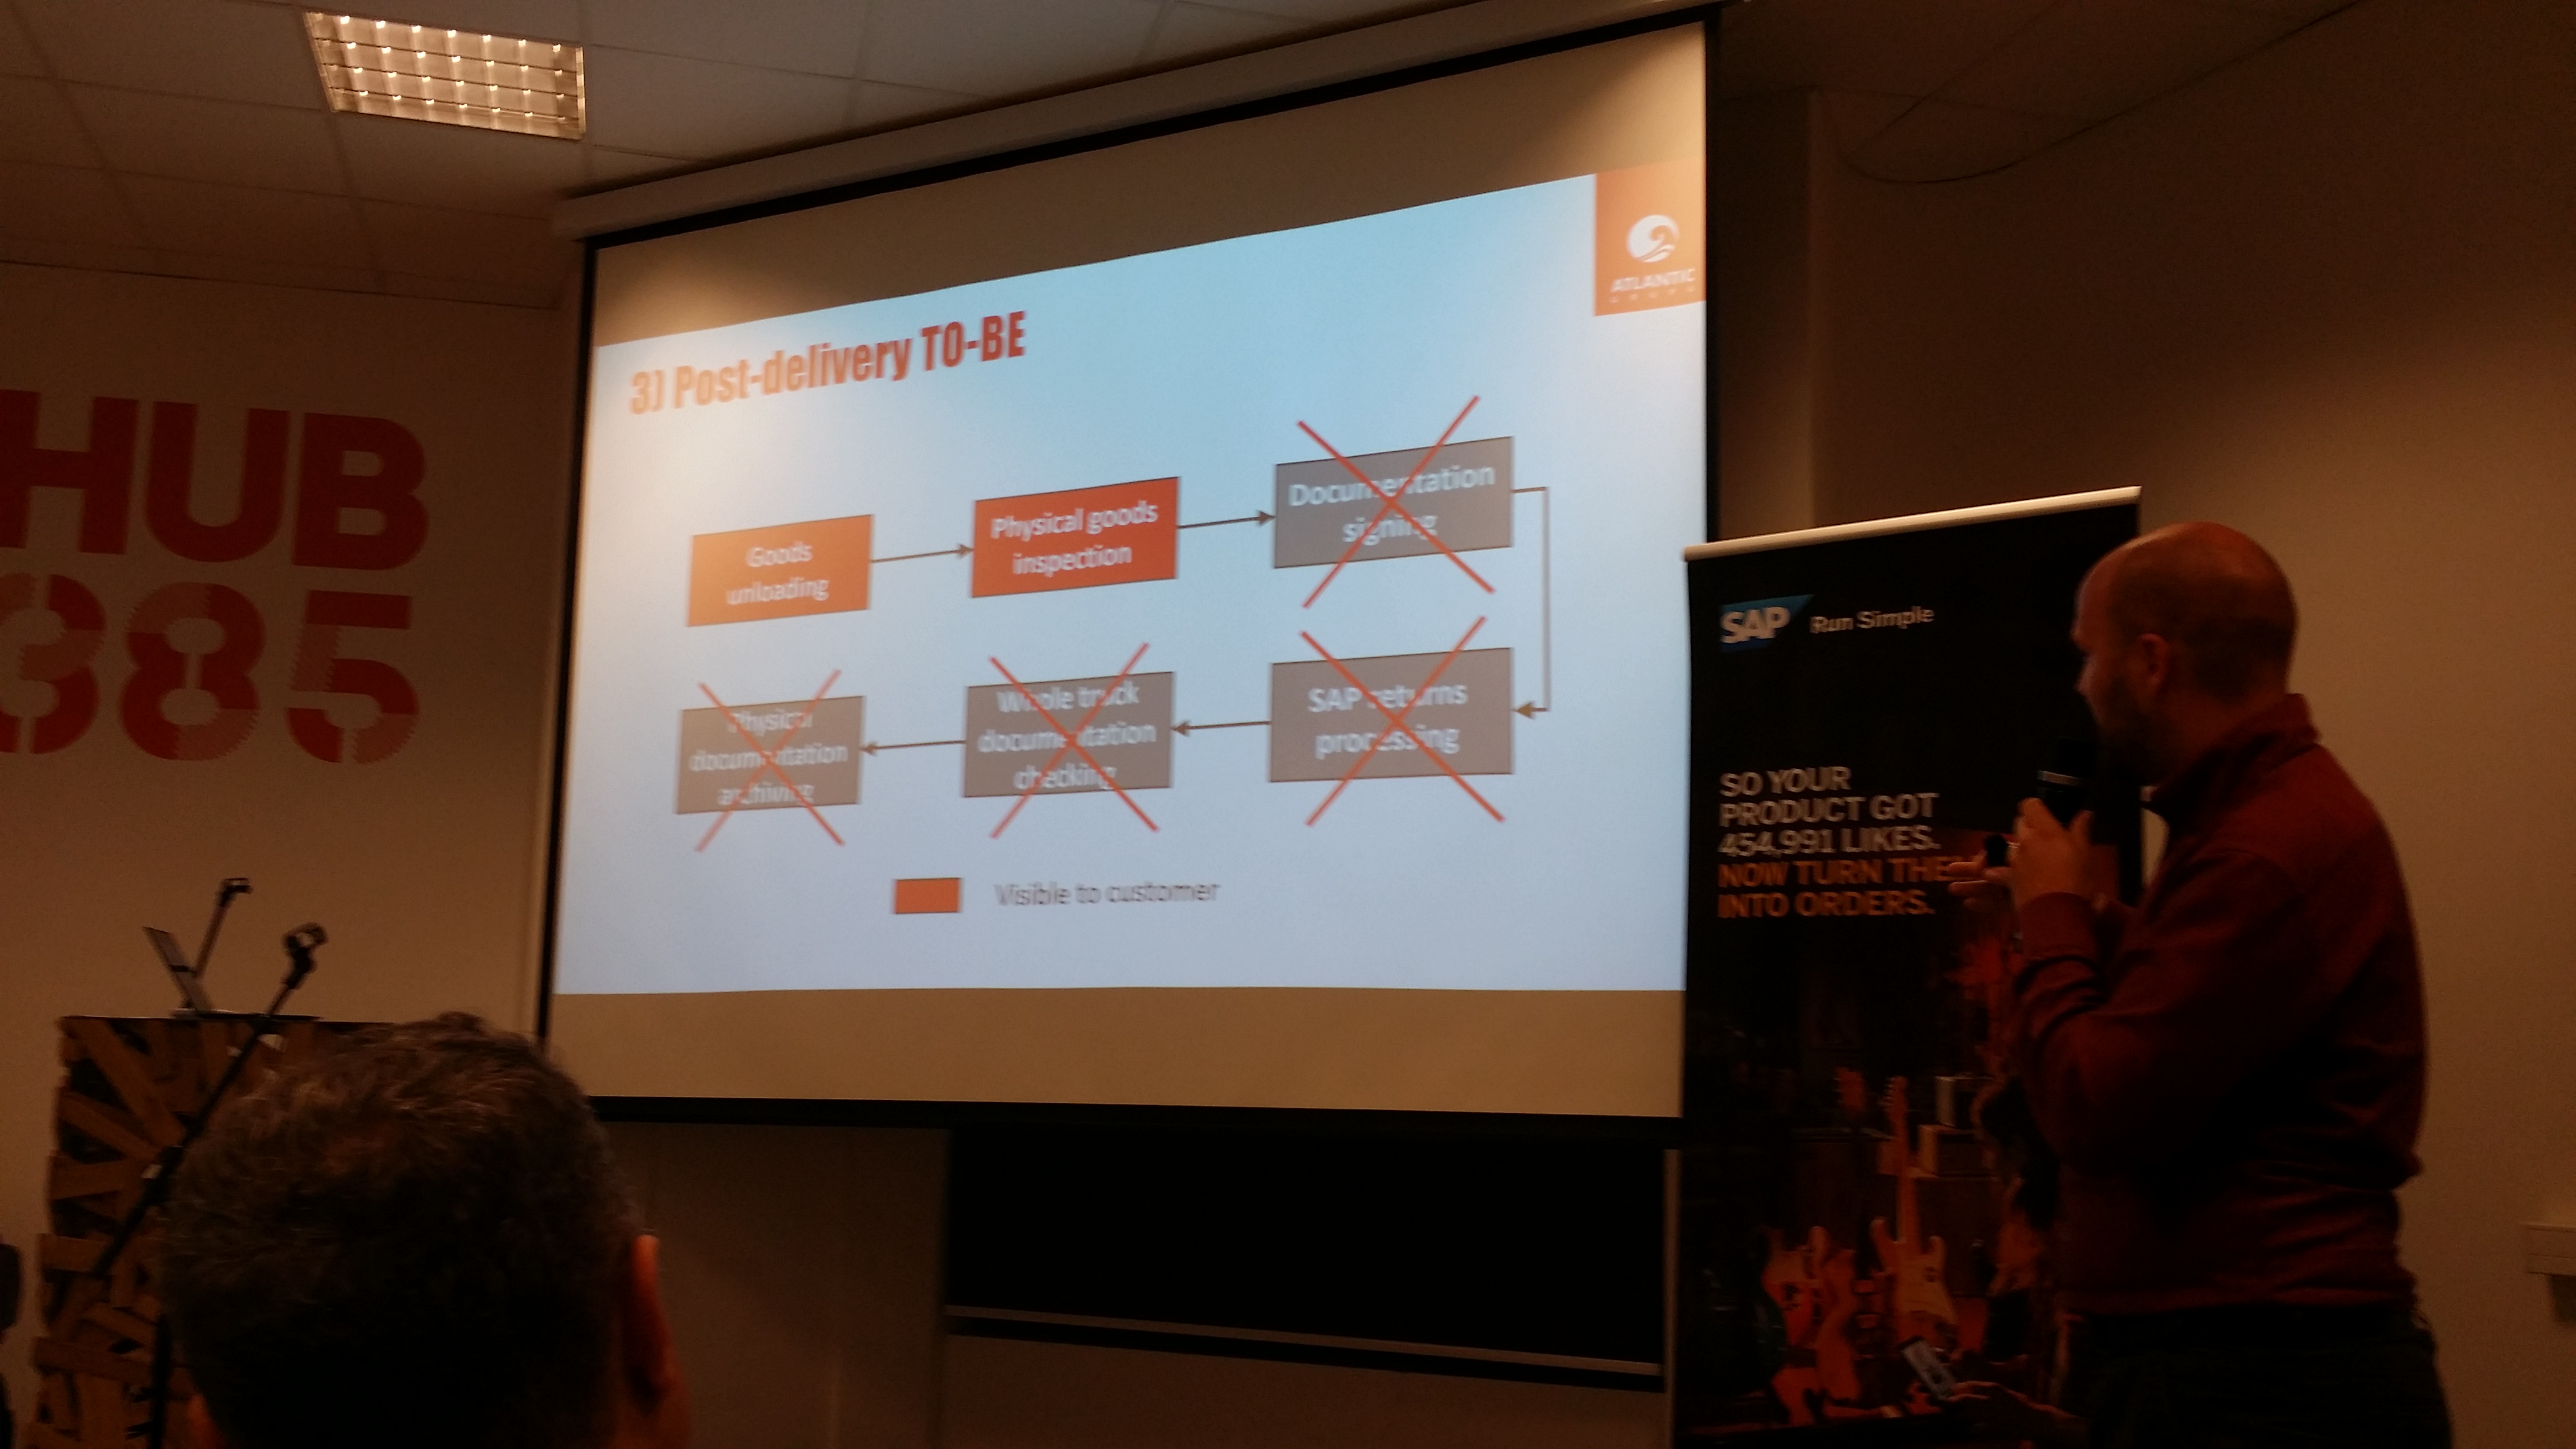 HUB
385
3) Post-delivery TO-BE
ATLANTIC
GRUPA
Goods
unloading
Physical goods
inspection
Documentation
signing
SAP returns
processing
Whole truck
documentation
checking
Physical
documentation
archiving
Visible to customer
SAP Run Simple
SO YOUR
PRODUCT GOT
454,991 LIKES.
NOW TURN THE
INTO ORDERS.